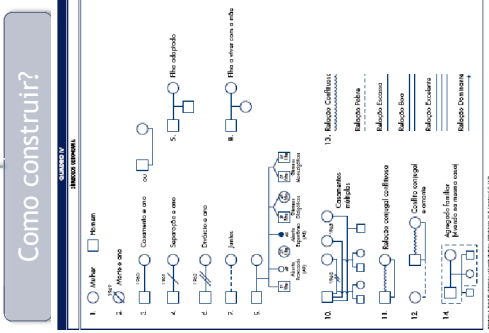 Como construir?
QUADRO IV
1. Mulher
Homem
2. Morte e ano
3. Casamento e ano
ou
4. Separação e ano
5. Filho adoptado
6. Divórcio e ano
7. Juntos
8. Filho a viver com a mãe
9.
10. Casamentos múltiplos
11. Relação conjugal conflituosa
12. Conflito conjugal e amante
13. Relação Conflituosa
Relação Pobre
Relação Escassa
Relação Boa
Relação Excelente
Relação Dominante
14. Agregado familiar
(vivendo na mesma casa)